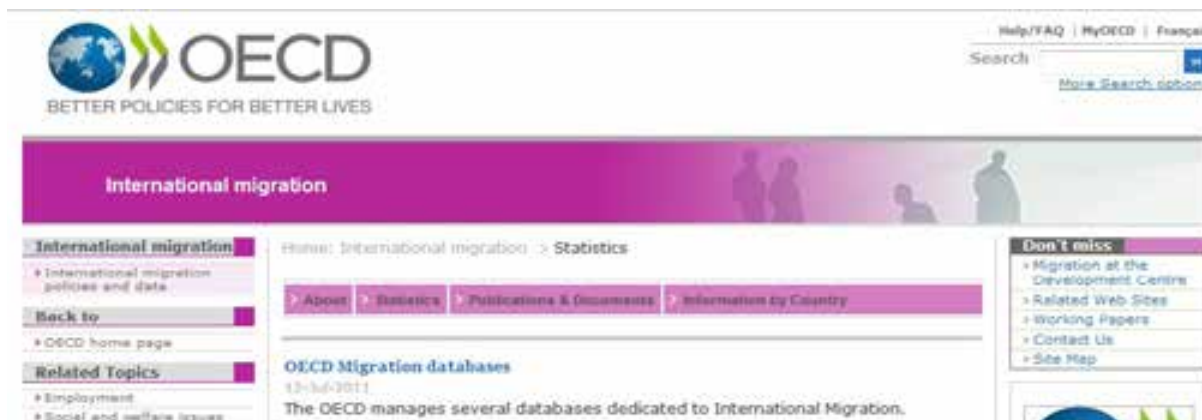 OECD
BETTER POLICIES FOR BETTER LIVES
Help/FAQ | MyOECD | Françai
Search
More Search option
International migration
International migration
International migration
policies and data
Back to
OECD home page
Related Topics
Employment
Social and welfare issues
Home: International migration > Statistics
> About > Statistics > Publications & Documents > Information by Country
OECD Migration databases
12-Jul-2011
The OECD manages several databases dedicated to International Migration.
Don't miss
Migration at the
Development Centre
Related Web Sites
Working Papers
Contact Us
Site Map